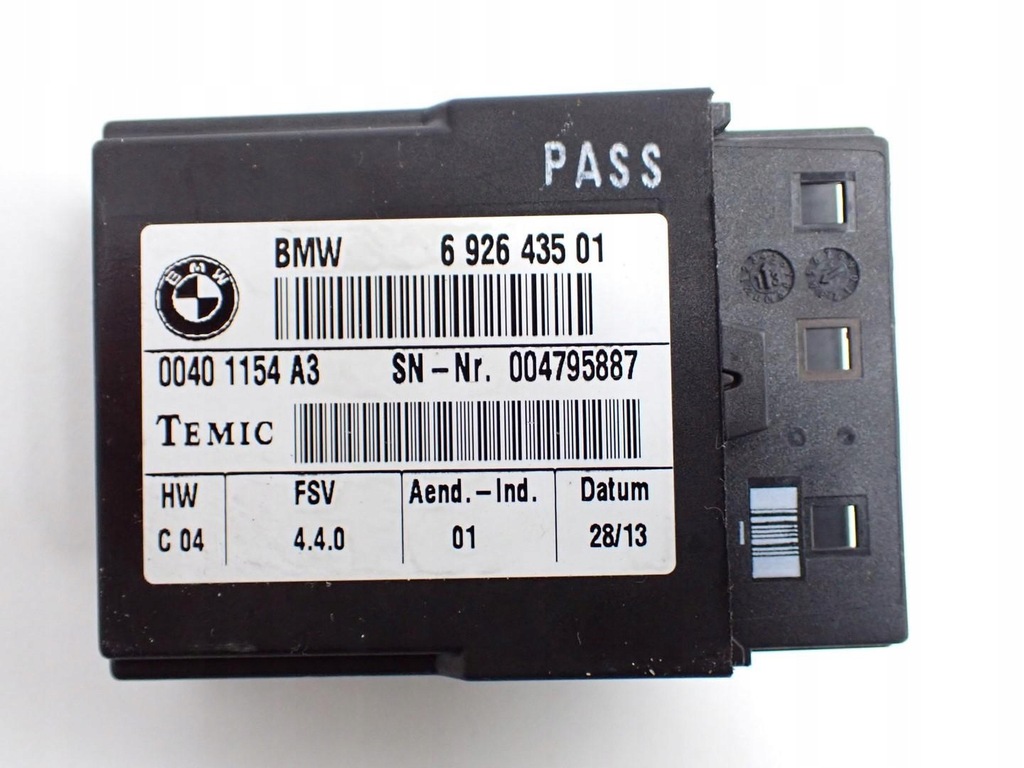 PASS
BMW
BMW 6 926 435 01
0040 1154 A3 SN-Nr. 004795887
TEMIC
HW FSV Aend.-Ind. Datum
C 04 4.4.0 01 28/13